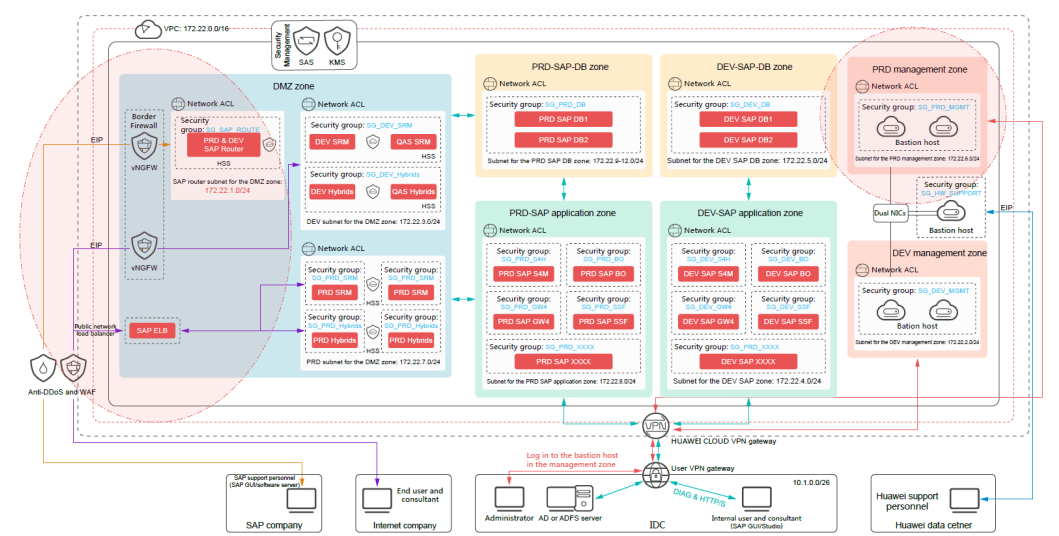 VPC: 172.22.0.0/16
Security
Management
SAS
KMS
DMZ zone
Border
Firewall
EIP
vNGFW
EIP
vNGFW
Network ACL
Security
group: SG_SAP_ROUTE
PRD & DEV
SAP Router
HSS
SAP router subnet for the DMZ zone:
172.22.1.0/24
Network ACL
Security group: SG_DEV_SRM
DEV SRM
QAS SRM
HSS
Security group: SG_DEV_Hybrids
DEV Hybrids
QAS Hybrids
HSS
DEV subnet for the DMZ zone: 172.22.3.0/24
Network ACL
Security group:
SG_PRD_SRM
PRD SRM
HSS
Security group:
SG_PRD_SRM
PRD SRM
Security group:
SG_PRD_Hybrids
PRD Hybrids
HSS
Security group:
SG_PRD_Hybrids
PRD Hybrids
PRD subnet for the DMZ zone: 172.22.7.0/24
Public network
load balancer
SAP ELB
Anti-DDoS and WAF
PRD-SAP-DB zone
Network ACL
Security group: SG_PRD_DB
PRD SAP DB1
PRD SAP DB2
Subnet for the PRD SAP DB zone: 172.22.9-12.0/24
DEV-SAP-DB zone
Network ACL
Security group: SG_DEV_DB
DEV SAP DB1
DEV SAP DB2
Subnet for the DEV SAP DB zone: 172.22.5.0/24
PRD-SAP application zone
Network ACL
Security group:
SG_PRD_S4H
PRD SAP S4M
Security group:
SG_PRD_BO
PRD SAP BO
Security group:
SG_PRD_GW4
PRD SAP GW4
Security group:
SG_PRD_SSF
PRD SAP SSF
Security group: SG_PRD_XXXX
PRD SAP XXXX
Subnet for the PRD SAP application zone: 172.22.8.0/24
DEV-SAP application zone
Network ACL
Security group:
SG_DEV_S4H
DEV SAP S4M
Security group:
SG_DEV_BO
DEV SAP BO
Security group:
SG_DEV_GW4
DEV SAP GW4
Security group:
SG_DEV_SSF
DEV SAP SSF
Security group: SG_PRD_XXXX
DEV SAP XXXX
Subnet for the DEV SAP zone: 172.22.4.0/24
PRD management zone
Network ACL
Security group: SG_PRD_MGMT
Bastion host
Subnet for the PRD management zone: 172.22.6.0/24
Security group:
SG_HW_SUPPORT
Dual NICs
Bastion host
EIP
DEV management zone
Network ACL
Security group: SG_DEV_MGMT
Bation host
Subnet for the DEV management zone: 172.22.2.0/24
VPN
HUAWEI CLOUD VPN gateway
Log in to the bastion host
in the management zone
User VPN gateway
SAP support personnel
(SAP GUI/software server)
SAP company
End user and
consultant
Internet company
10.1.0.0/26
DIAG & HTTP/S
Administrator
AD or ADFS server
IDC
Internal user and consultant
(SAP GUI/Studio)
Huawei support
personnel
Huawei data cetner